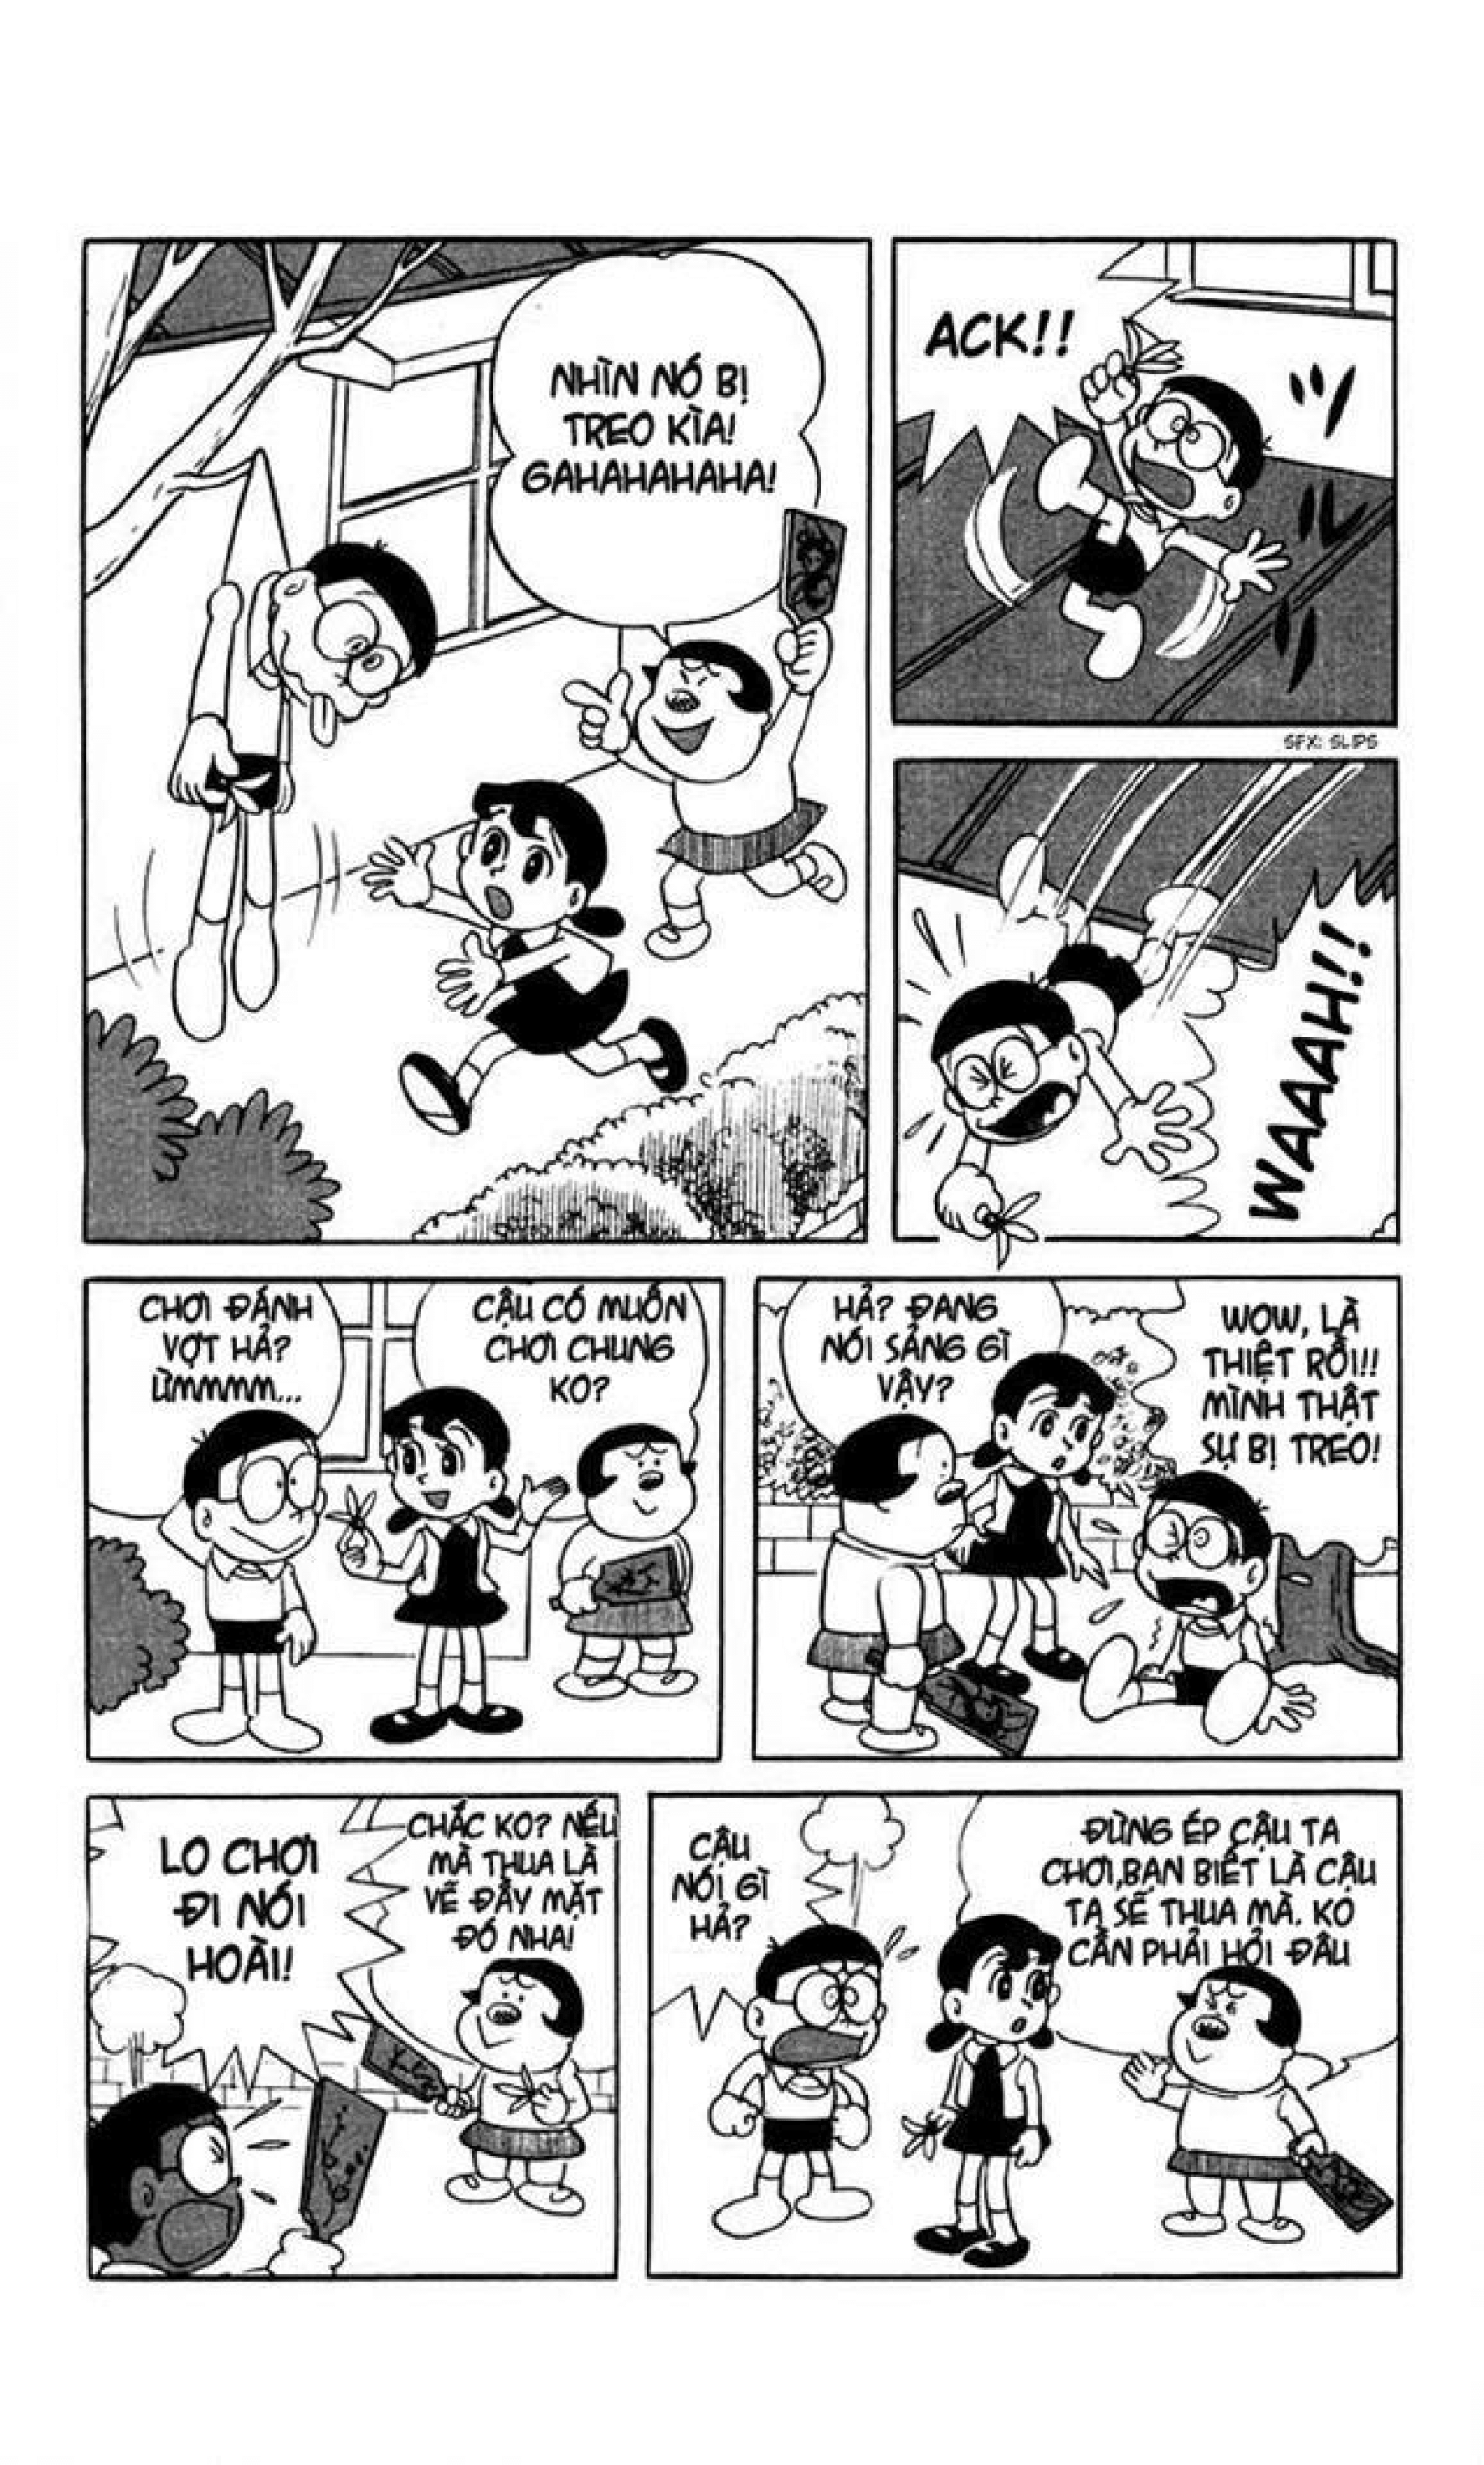 ACK!!
ツルッ
SFX: SLIPS
WAAAH!!
NHÌN NÓ BỊ
TREO KÌA!
GAHAHAHAHA!
WOW, LÀ
THIỆT RỒI!!
MÌNH THẬT
SỰ BỊ TREO!
HẢ? ĐANG
NÓI SẢNG GÌ
VẬY?
CẬU CÓ MUỐN
CHƠI CHUNG
KO?
CHƠI ĐÁNH
VỢT HẢ?
ỪMMMM...
ĐỪNG ÉP CẬU TA
CHƠI,BẠN BIẾT LÀ CẬU
TA SẼ THUA MÀ. KO
CẦN PHẢI HỎI ĐÂU
CẬU
NÓI GÌ
HẢ?
CHẮC KO? NẾU
MÀ THUA LÀ
VẼ ĐẦY MẶT
ĐÓ NHA!
LO CHƠI
ĐI NÓI
HOÀI!